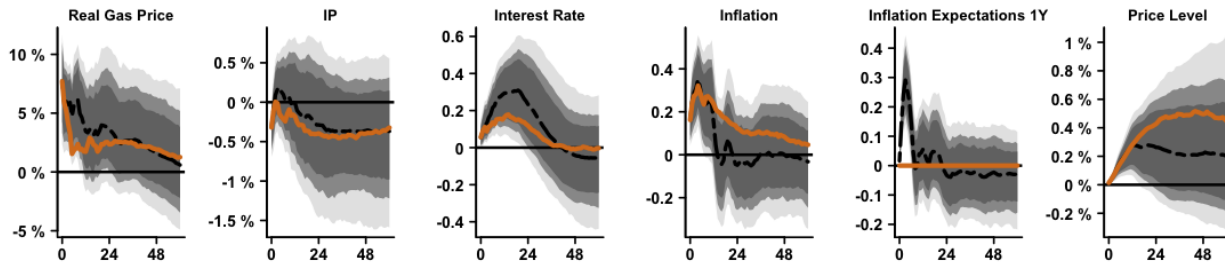 Real Gas Price
10 %
5 %
0 %
-5 %
0 24 48
IP
0.5 %
0 %
-0.5 %
-1 %
-1.5 %
0 24 48
Interest Rate
0.6
0.4
0.2
0
-0.2
-0.4
0 24 48
Inflation
0.4
0.2
0
-0.2
0 24 48
Inflation Expectations 1Y
0.4
0.3
0.2
0.1
0
-0.1
-0.2
0 24 48
Price Level
1 %
0.8 %
0.6 %
0.4 %
0.2 %
0 %
-0.2 %
0 24 48